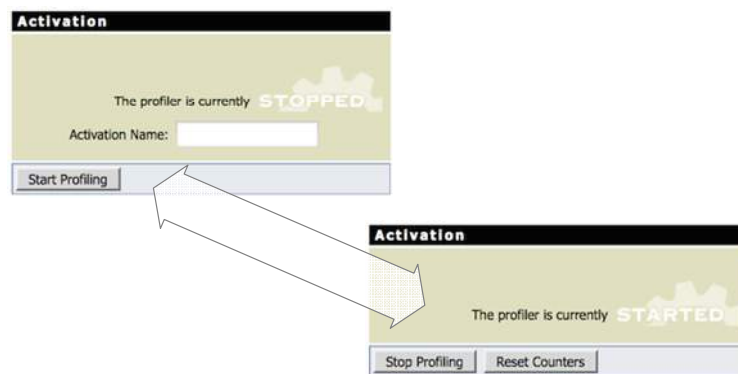 Activation
The profiler is currently STOPPED
Activation Name:
Start Profiling
Activation
The profiler is currently STARTED
Stop Profiling Reset Counters